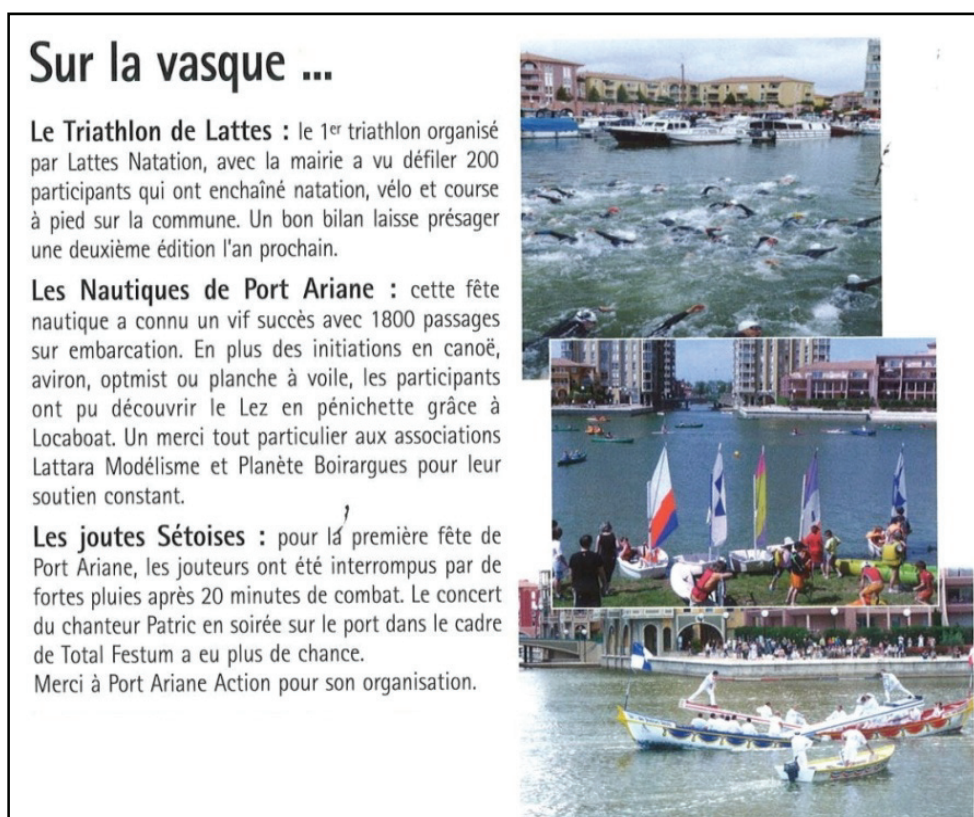 Sur la vasque ...
Le Triathlon de Lattes : le 1er triathlon organisé
par Lattes Natation, avec la mairie a vu défiler 200
participants qui ont enchaîné natation, vélo et course
à pied sur la commune. Un bon bilan laisse présager
une deuxième édition l'an prochain.
Les Nautiques de Port Ariane : cette fête
nautique a connu un vif succès avec 1800 passages
sur embarcation. En plus des initiations en canoë,
aviron, optmist ou planche à voile, les participants
ont pu découvrir le Lez en pénichette grâce à
Locaboat. Un merci tout particulier aux associations
Lattara Modélisme et Planète Boirargues pour leur
soutien constant.
Les joutes Sétoises : pour la première fête de
Port Ariane, les jouteurs ont été interrompus par de
fortes pluies après 20 minutes de combat. Le concert
du chanteur Patric en soirée sur le port dans le cadre
de Total Festum a eu plus de chance.
Merci à Port Ariane Action pour son organisation.